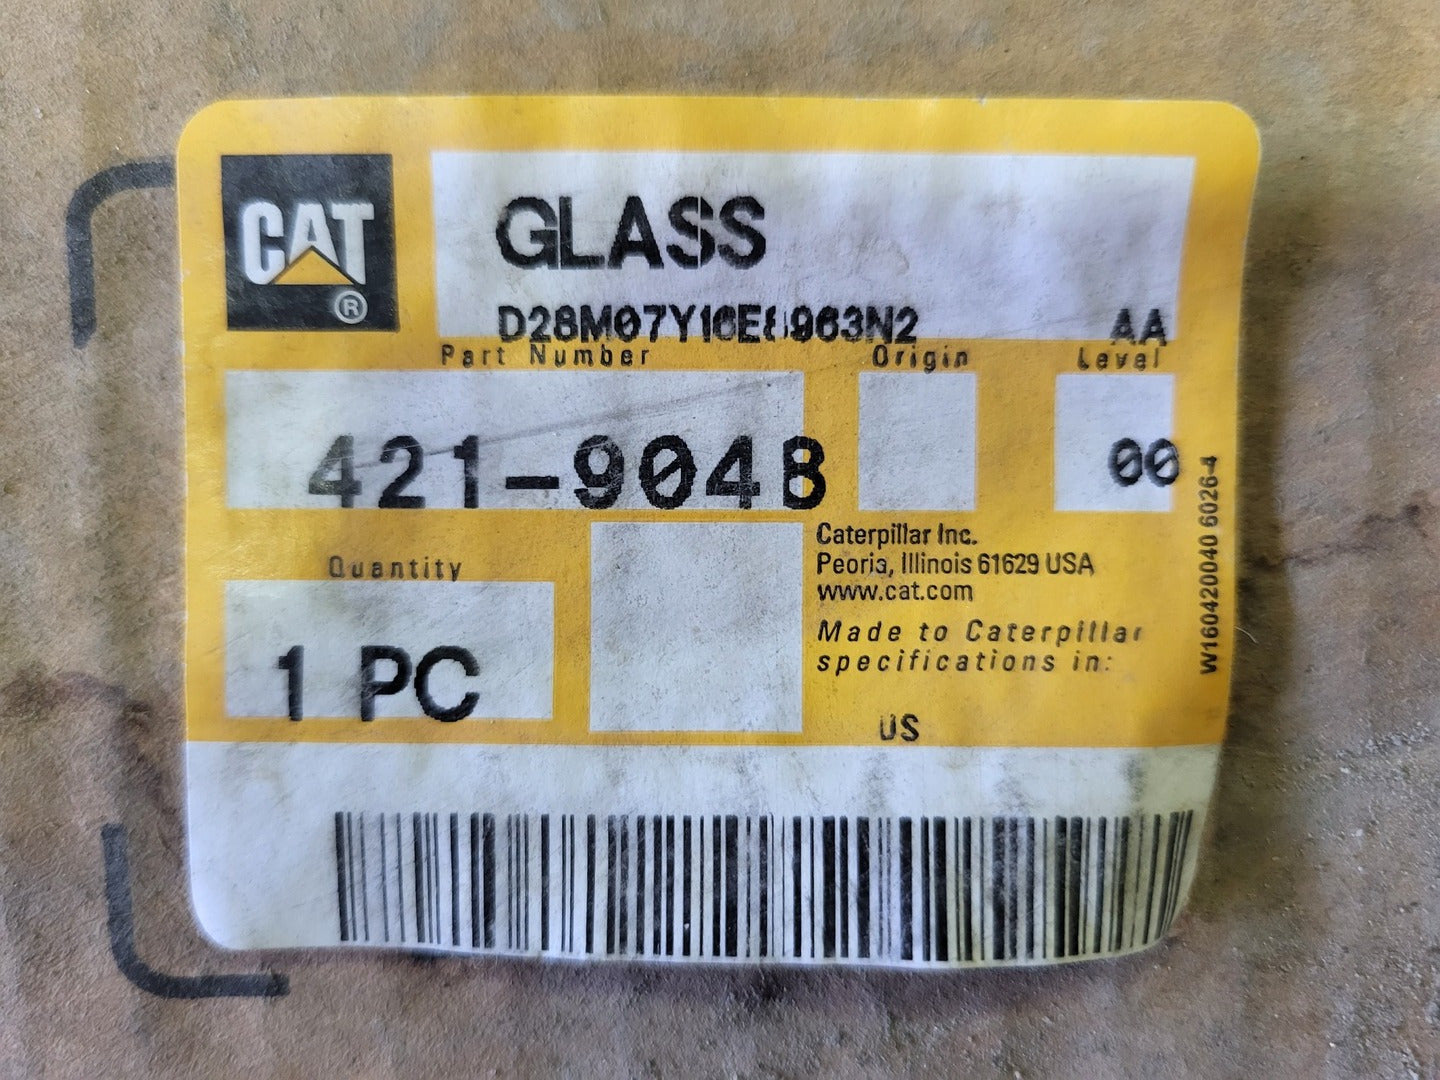 CAT
®
GLASS
D28M07Y16E8963N2 AA
Part Number Origin Level
421-9048 00
Quantity
1 PC
Caterpillar Inc.
Peoria, Illinois 61629 USA
www.cat.com
Made to Caterpillar
specifications in:
US
W160420040 6026-4